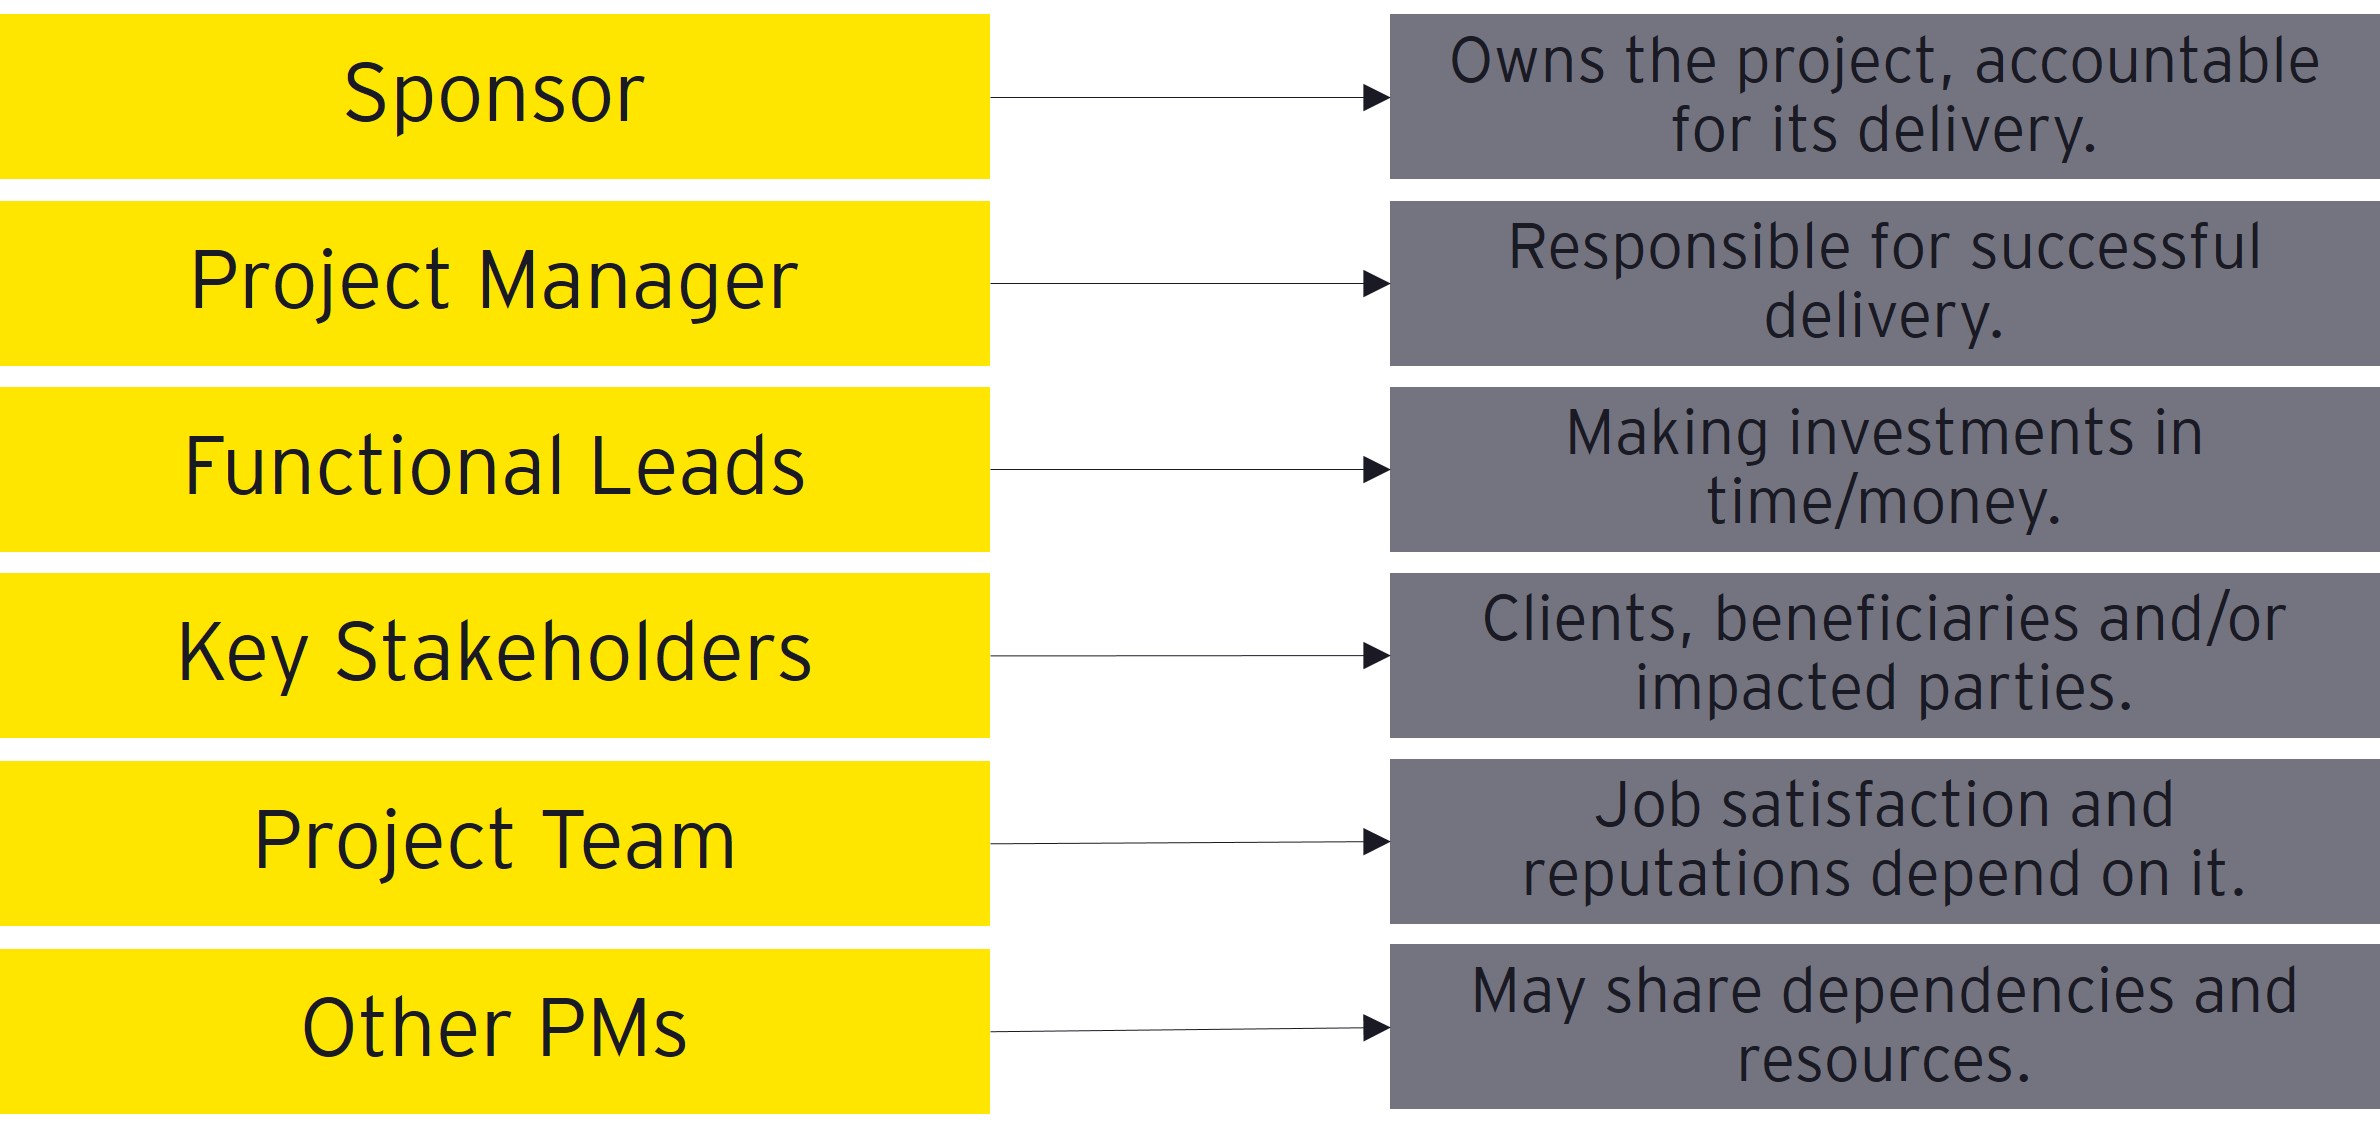 Sponsor
Owns the project, accountable
for its delivery.
Project Manager
Responsible for successful
delivery.
Functional Leads
Making investments in
time/money.
Key Stakeholders
Clients, beneficiaries and/or
impacted parties.
Project Team
Job satisfaction and
reputations depend on it.
Other PMs
May share dependencies and
resources.